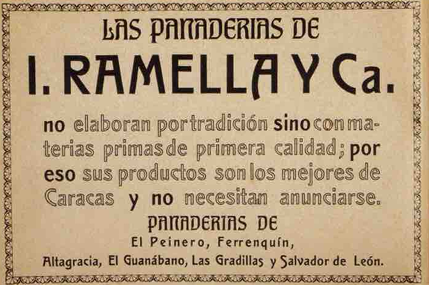 LAS PANADERIAS DE
I. RAMELLA Y Ca.
no elaboran por tradición sino con ma-
terias primas de primera calidad; por
eso sus productos son los mejores de
Caracas y no necesitan anunciarse.
PANADERIAS DE
El Peinero, Ferrenquín,
Altagracia, El Guanábano, Las Gradillas y Salvador de León.